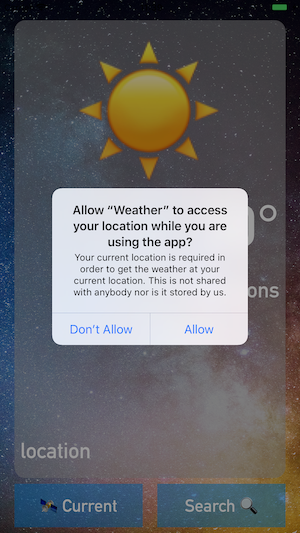 Allow “Weather” to access
your location while you are
using the app?
Your current location is required in
order to get the weather at your
current location. This is not shared
with anybody nor is it stored by us.
Don’t Allow
Allow
location
Current
Search